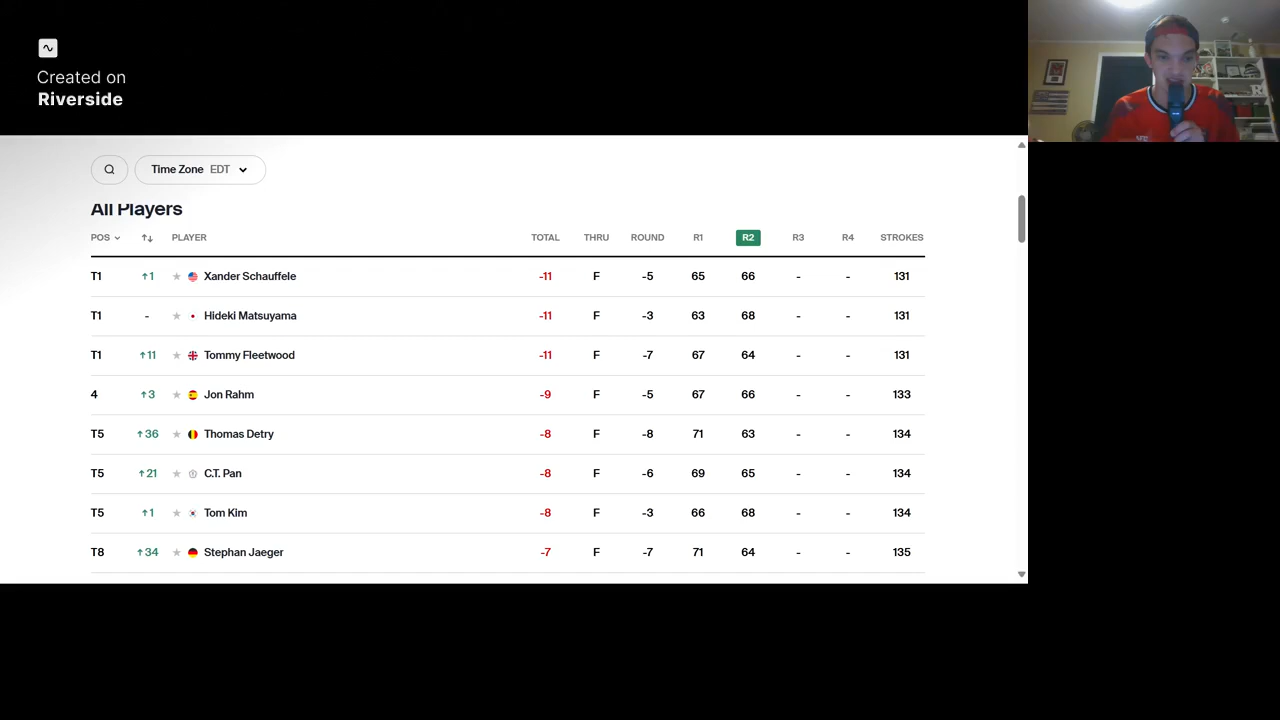 Created on
Riverside
Time Zone EDT
All Players
POS PLAYER TOTAL THRU ROUND R1 R2 R3 R4 STROKES
T1 1 Xander Schauffele -11 F -5 65 66 - - 131
T1 - Hideki Matsuyama -11 F -3 63 68 - - 131
T1 11 Tommy Fleetwood -11 F -7 67 64 - - 131
4 3 Jon Rahm -9 F -5 67 66 - - 133
T5 36 Thomas Detry -8 F -8 71 63 - - 134
T5 21 C.T. Pan -8 F -6 69 65 - - 134
T5 1 Tom Kim -8 F -3 66 68 - - 134
T8 34 Stephan Jaeger -7 F -7 71 64 - - 135